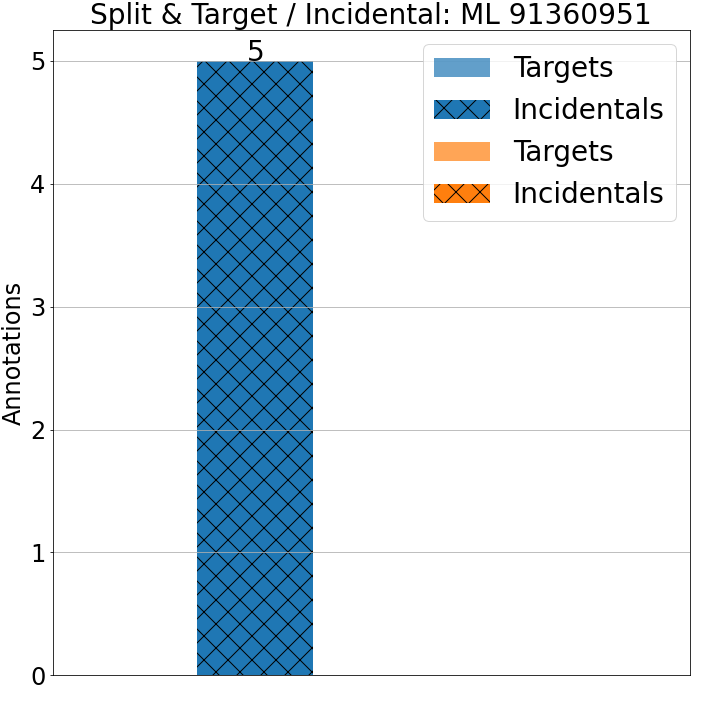 Split & Target / Incidental: ML 91360951
5
Targets
Incidentals
Targets
Incidentals
Annotations
5
4
3
2
1
0